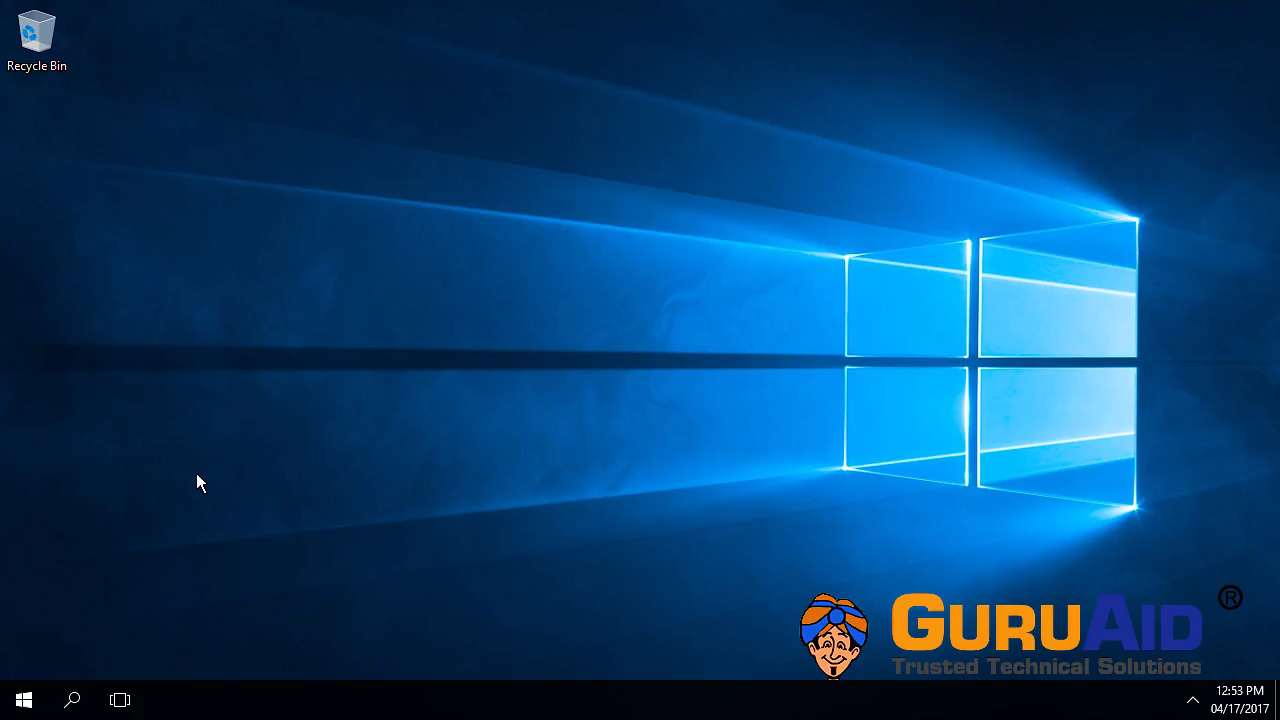 Recycle Bin
GURUAID ®
Trusted Technical Solutions
12:53 PM
04/17/2017